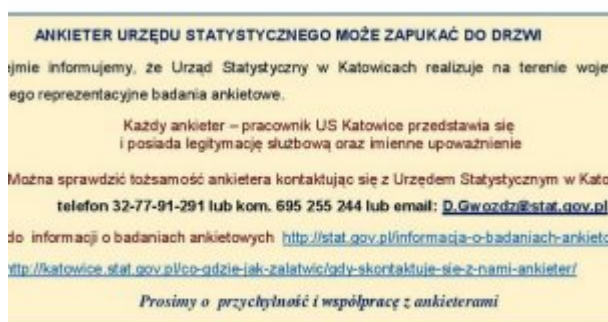 ANKIETER URZĘDU STATYSTYCZNEGO MOŻE ZAPUKAĆ DO DRZWI
ejmie informujemy, że Urząd Statystyczny w Katowicach realizuje na terenie woje
ego reprezentacyjne badania ankietowe.
Każdy ankieter – pracownik US Katowice przedstawia się
i posiada legitymację służbową oraz imienne upoważnienie
Można sprawdzić tożsamość ankietera kontaktując się z Urzędem Statystycznym w Kato
telefon 32-77-91-291 lub kom. 695 255 244 lub email: D.Gwozdz@stat.gov.pl
do informacji o badaniach ankietowych http://stat.gov.pl/informacja-o-badaniach-ankieto
http://katowice.stat.gov.pl/co-gdzie-jak-zalatwic/gdy-skontaktuje-sie-z-nami-ankieter/
Prosimy o przychylność i współpracę z ankieterami